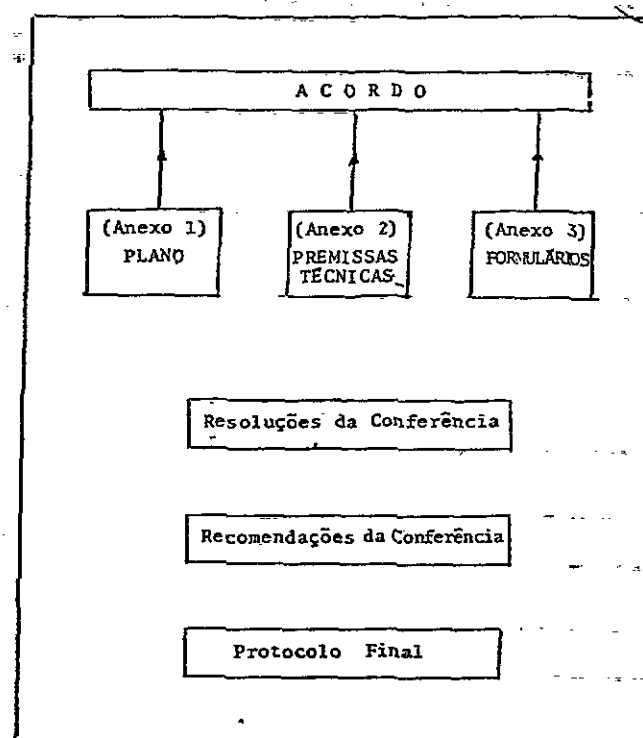 A C O R D O
(Anexo 1)
PLANO
(Anexo 2)
PREMISSAS
TÉCNICAS
(Anexo 3)
FORMULÁRIOS
Resoluções da Conferência
Recomendações da Conferência
Protocolo Final